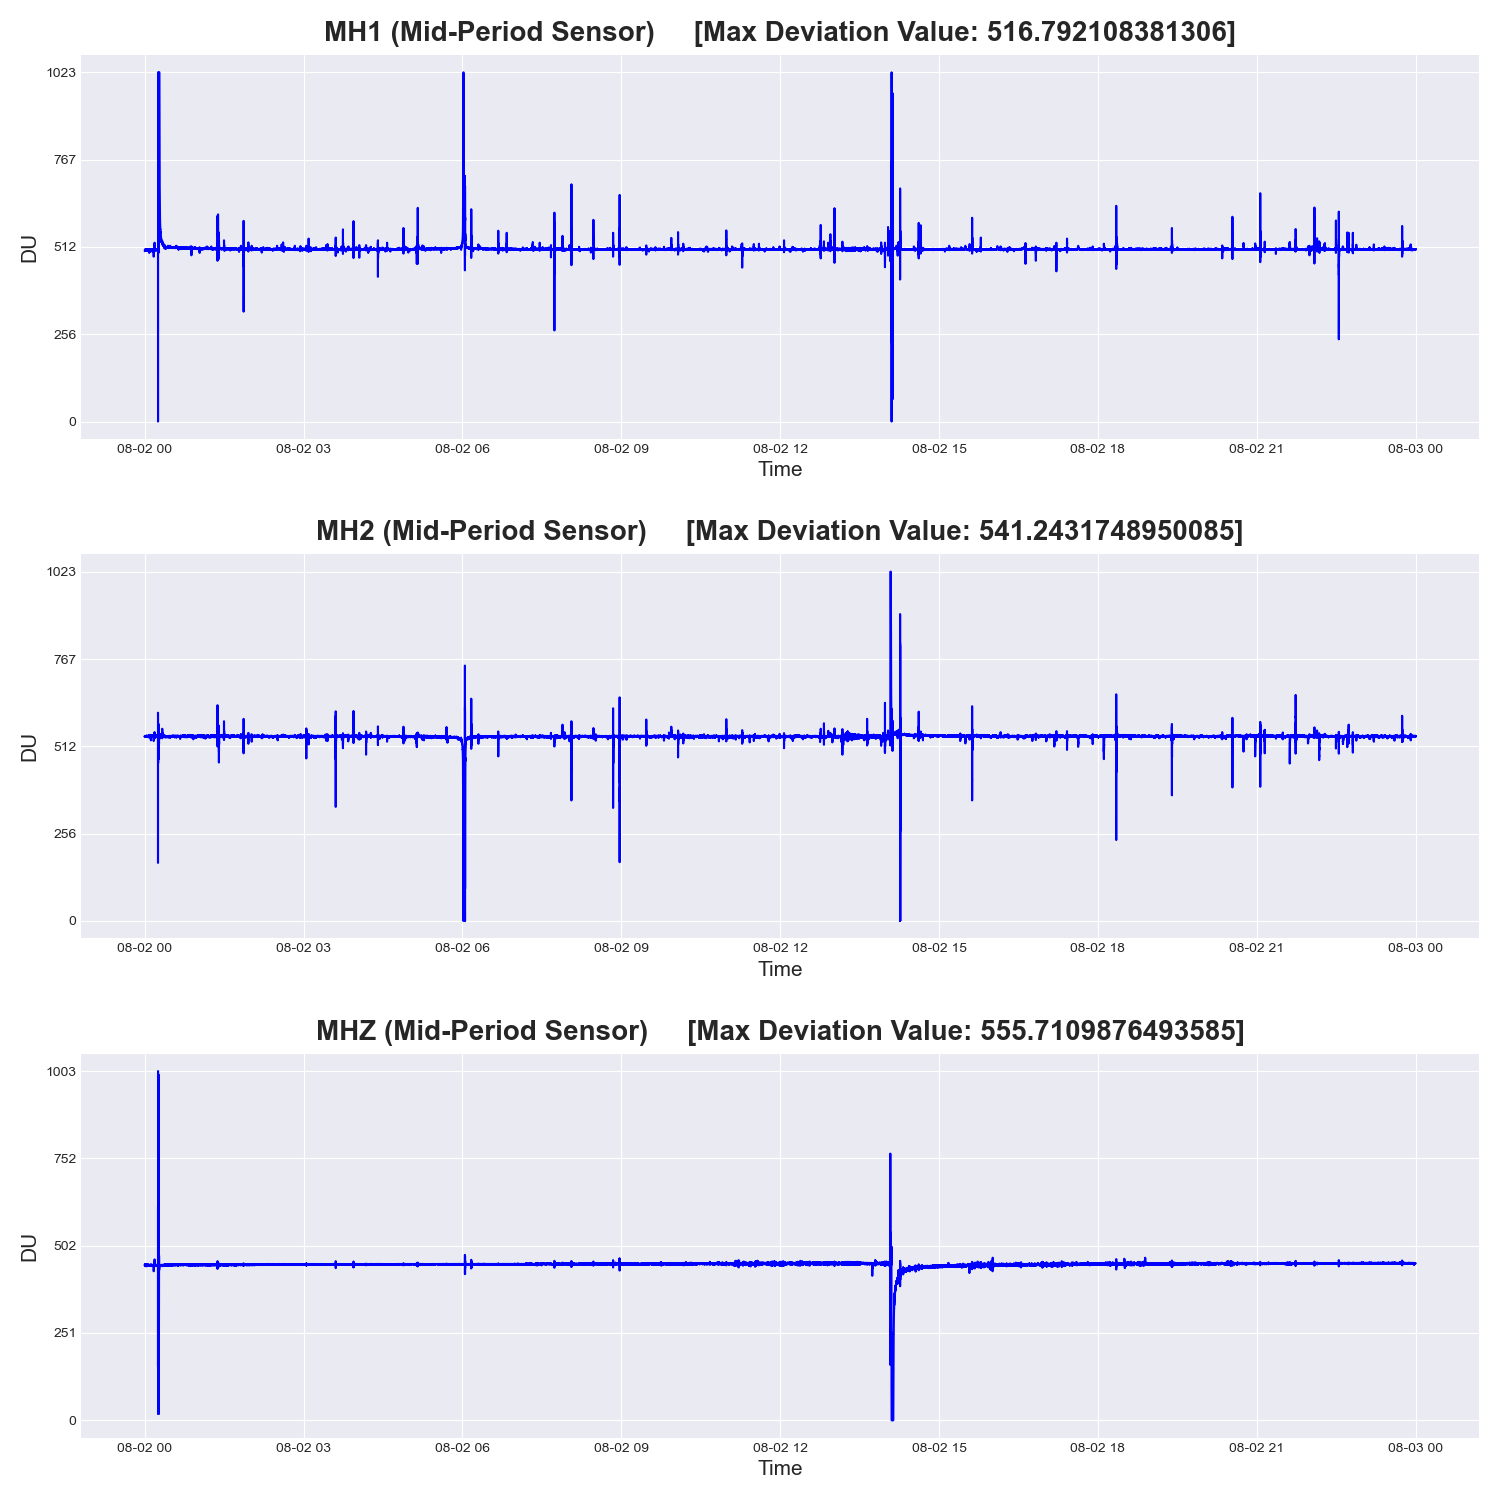 MH1 (Mid-Period Sensor) [Max Deviation Value: 516.792108381306]
1023
767
512
256
0
DU
08-02 00 08-02 03 08-02 06 08-02 09 08-02 12 08-02 15 08-02 18 08-02 21 08-03 00
Time
MH2 (Mid-Period Sensor) [Max Deviation Value: 541.2431748950085]
1023
767
512
256
0
DU
08-02 00 08-02 03 08-02 06 08-02 09 08-02 12 08-02 15 08-02 18 08-02 21 08-03 00
Time
MHZ (Mid-Period Sensor) [Max Deviation Value: 555.7109876493585]
1003
752
502
251
0
DU
08-02 00 08-02 03 08-02 06 08-02 09 08-02 12 08-02 15 08-02 18 08-02 21 08-03 00
Time